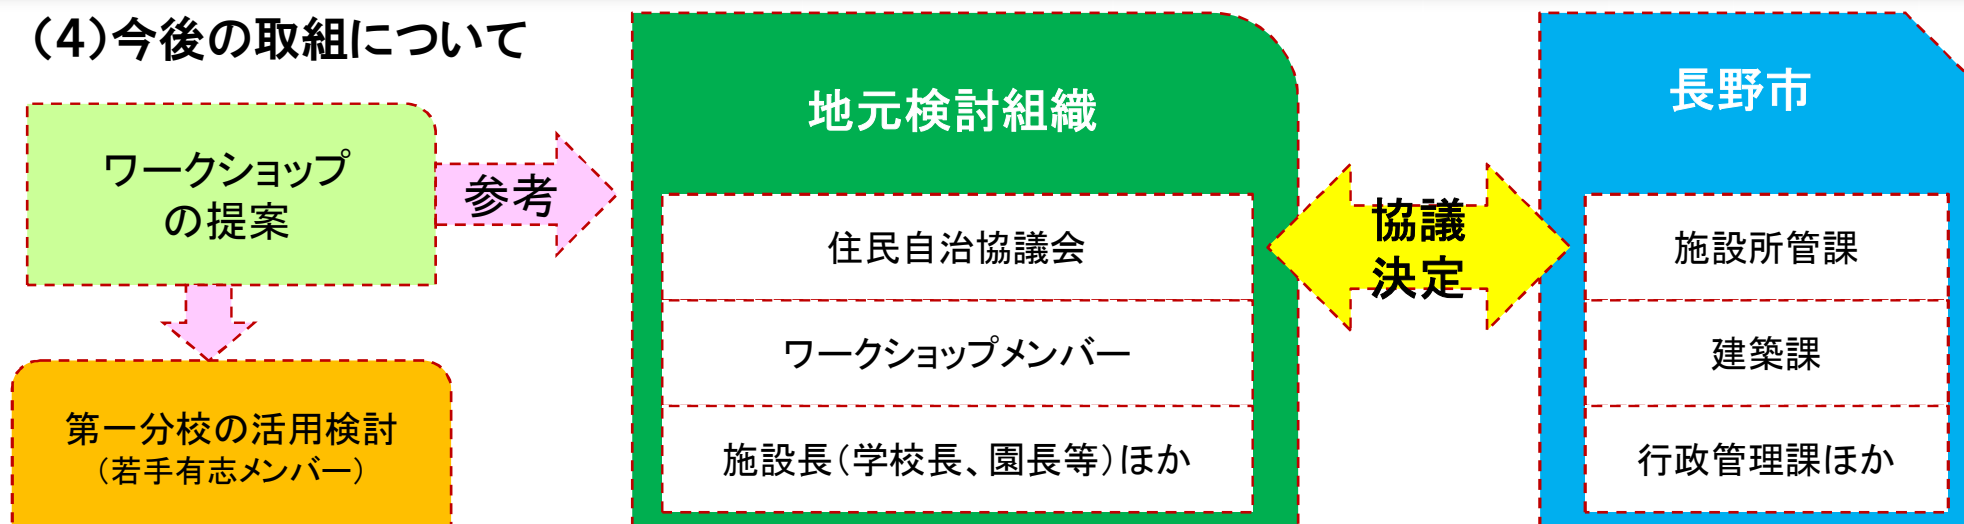 （4）今後の取組について
ワークショップ
の提案
参考
第一分校の活用検討
（若手有志メンバー）
地元検討組織
住民自治協議会
ワークショップメンバー
施設長（学校長、園長等）ほか
協議
決定
長野市
施設所管課
建築課
行政管理課ほか